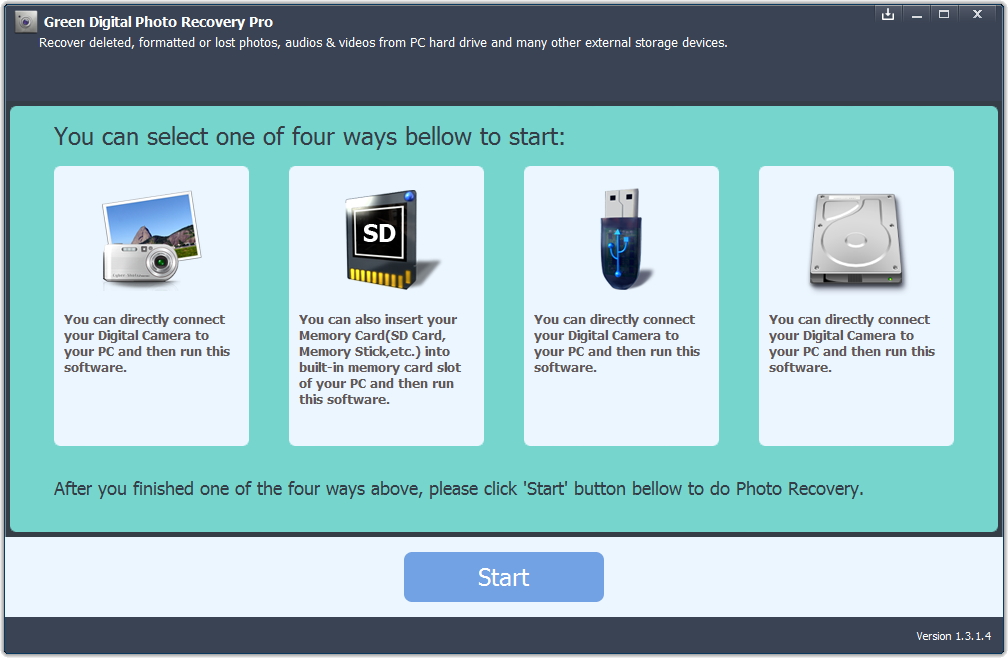 Green Digital Photo Recovery Pro
Recover deleted, formatted or lost photos, audios & videos from PC hard drive and many other external storage devices.
You can select one of four ways bellow to start:
SD
You can directly connect
your Digital Camera to
your PC and then run this
software.
You can also insert your
Memory Card(SD Card,
Memory Stick,etc.) into
built-in memory card slot
of your PC and then run
this software.
You can directly connect
your Digital Camera to
your PC and then run this
software.
You can directly connect
your Digital Camera to
your PC and then run this
software.
After you finished one of the four ways above, please click 'Start' button bellow to do Photo Recovery.
Start
Version 1.3.1.4